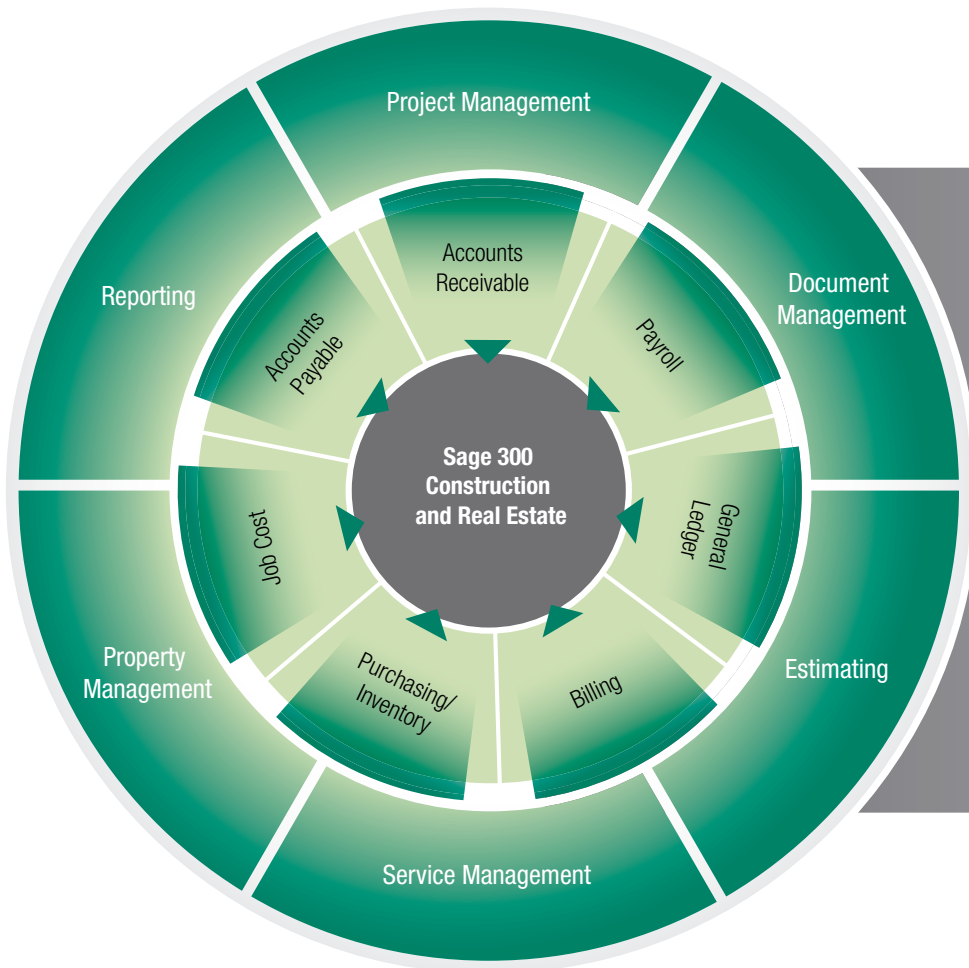 Project Management
Document
Management
Estimating
Service Management
Property
Management
Reporting
Accounts
Receivable
Payroll
General
Ledger
Billing
Purchasing/
Inventory
Job Cost
Accounts
Payable
Sage 300
Construction
and Real Estate